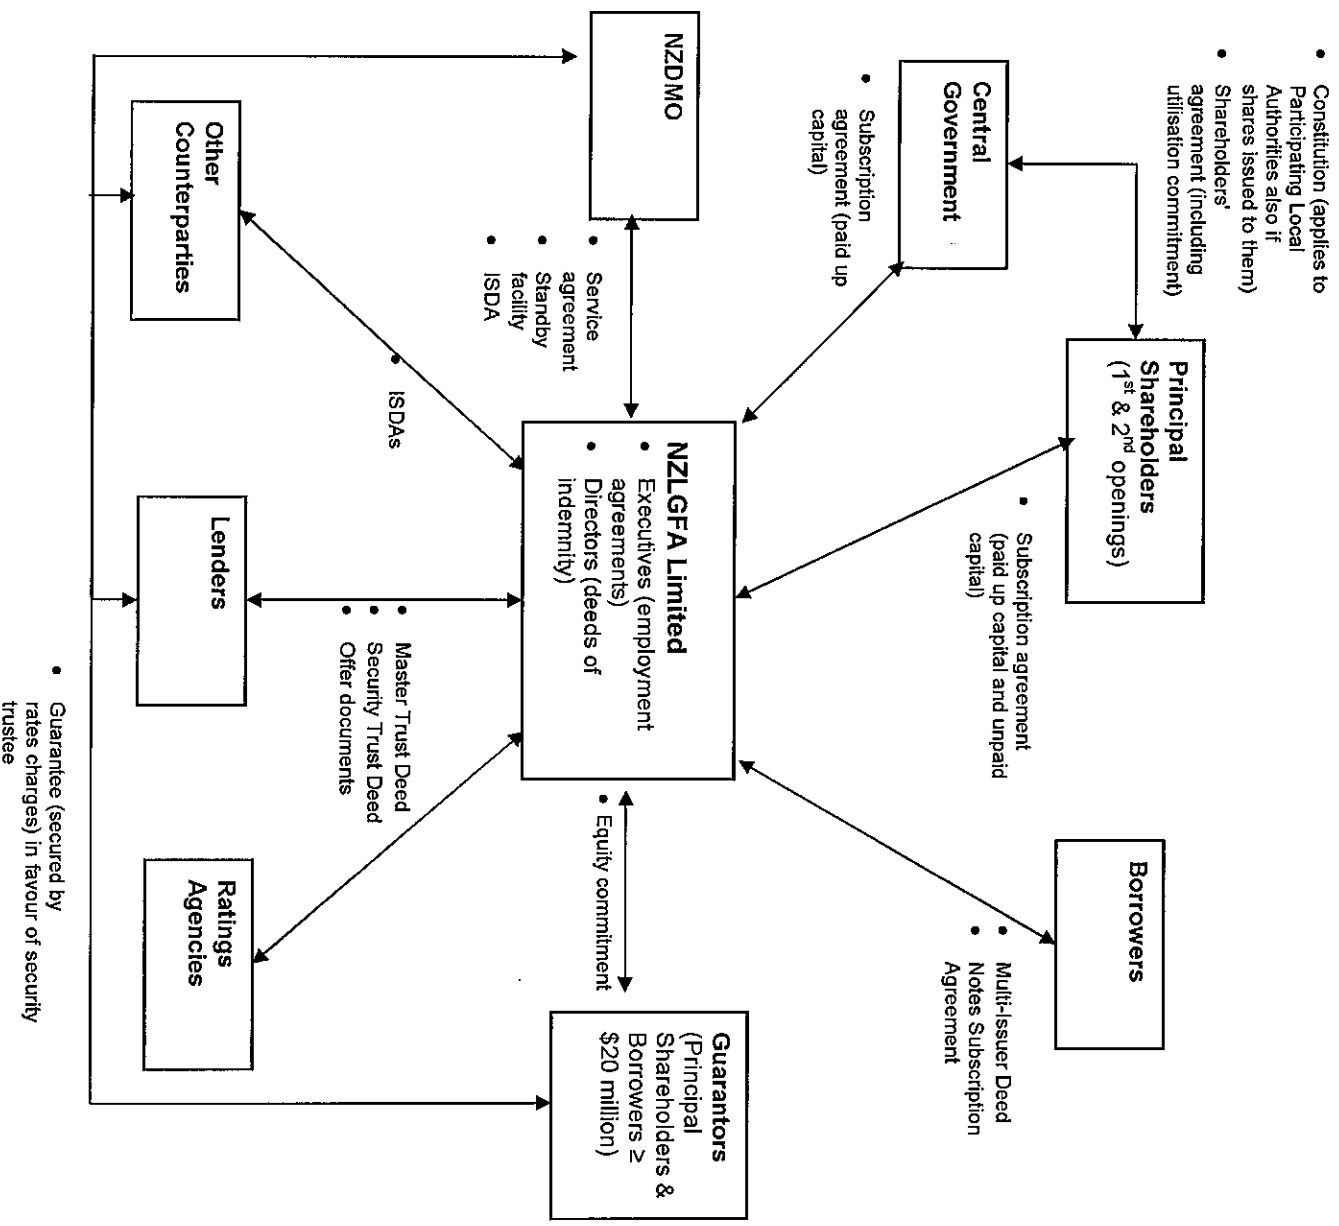 • Constitution (applies to
Participating Local
Authorities also if
shares issued to them)
• Shareholders'
agreement (including
utilisation commitment)
Principal
Shareholders
(1st & 2nd openings)
Borrowers
Central
Government
• Subscription
agreement (paid up
capital)
• Subscription agreement
(paid up capital and unpaid
capital)
• Multi-Issuer Deed
• Notes Subscription
Agreement
NZDMO
• Service
agreement
• Standby
facility
• ISDA
NZLGFA Limited
• Executives (employment
agreements)
• Directors (deeds of
indemnity)
• Equity commitment
Guarantors
(Principal
Shareholders &
Borrowers ≥
$20 million)
• ISDAs
• Master Trust Deed
• Security Trust Deed
• Offer documents
Other
Counterparties
Lenders
Ratings
Agencies
• Guarantee (secured by
rates charges) in favour of security
trustee